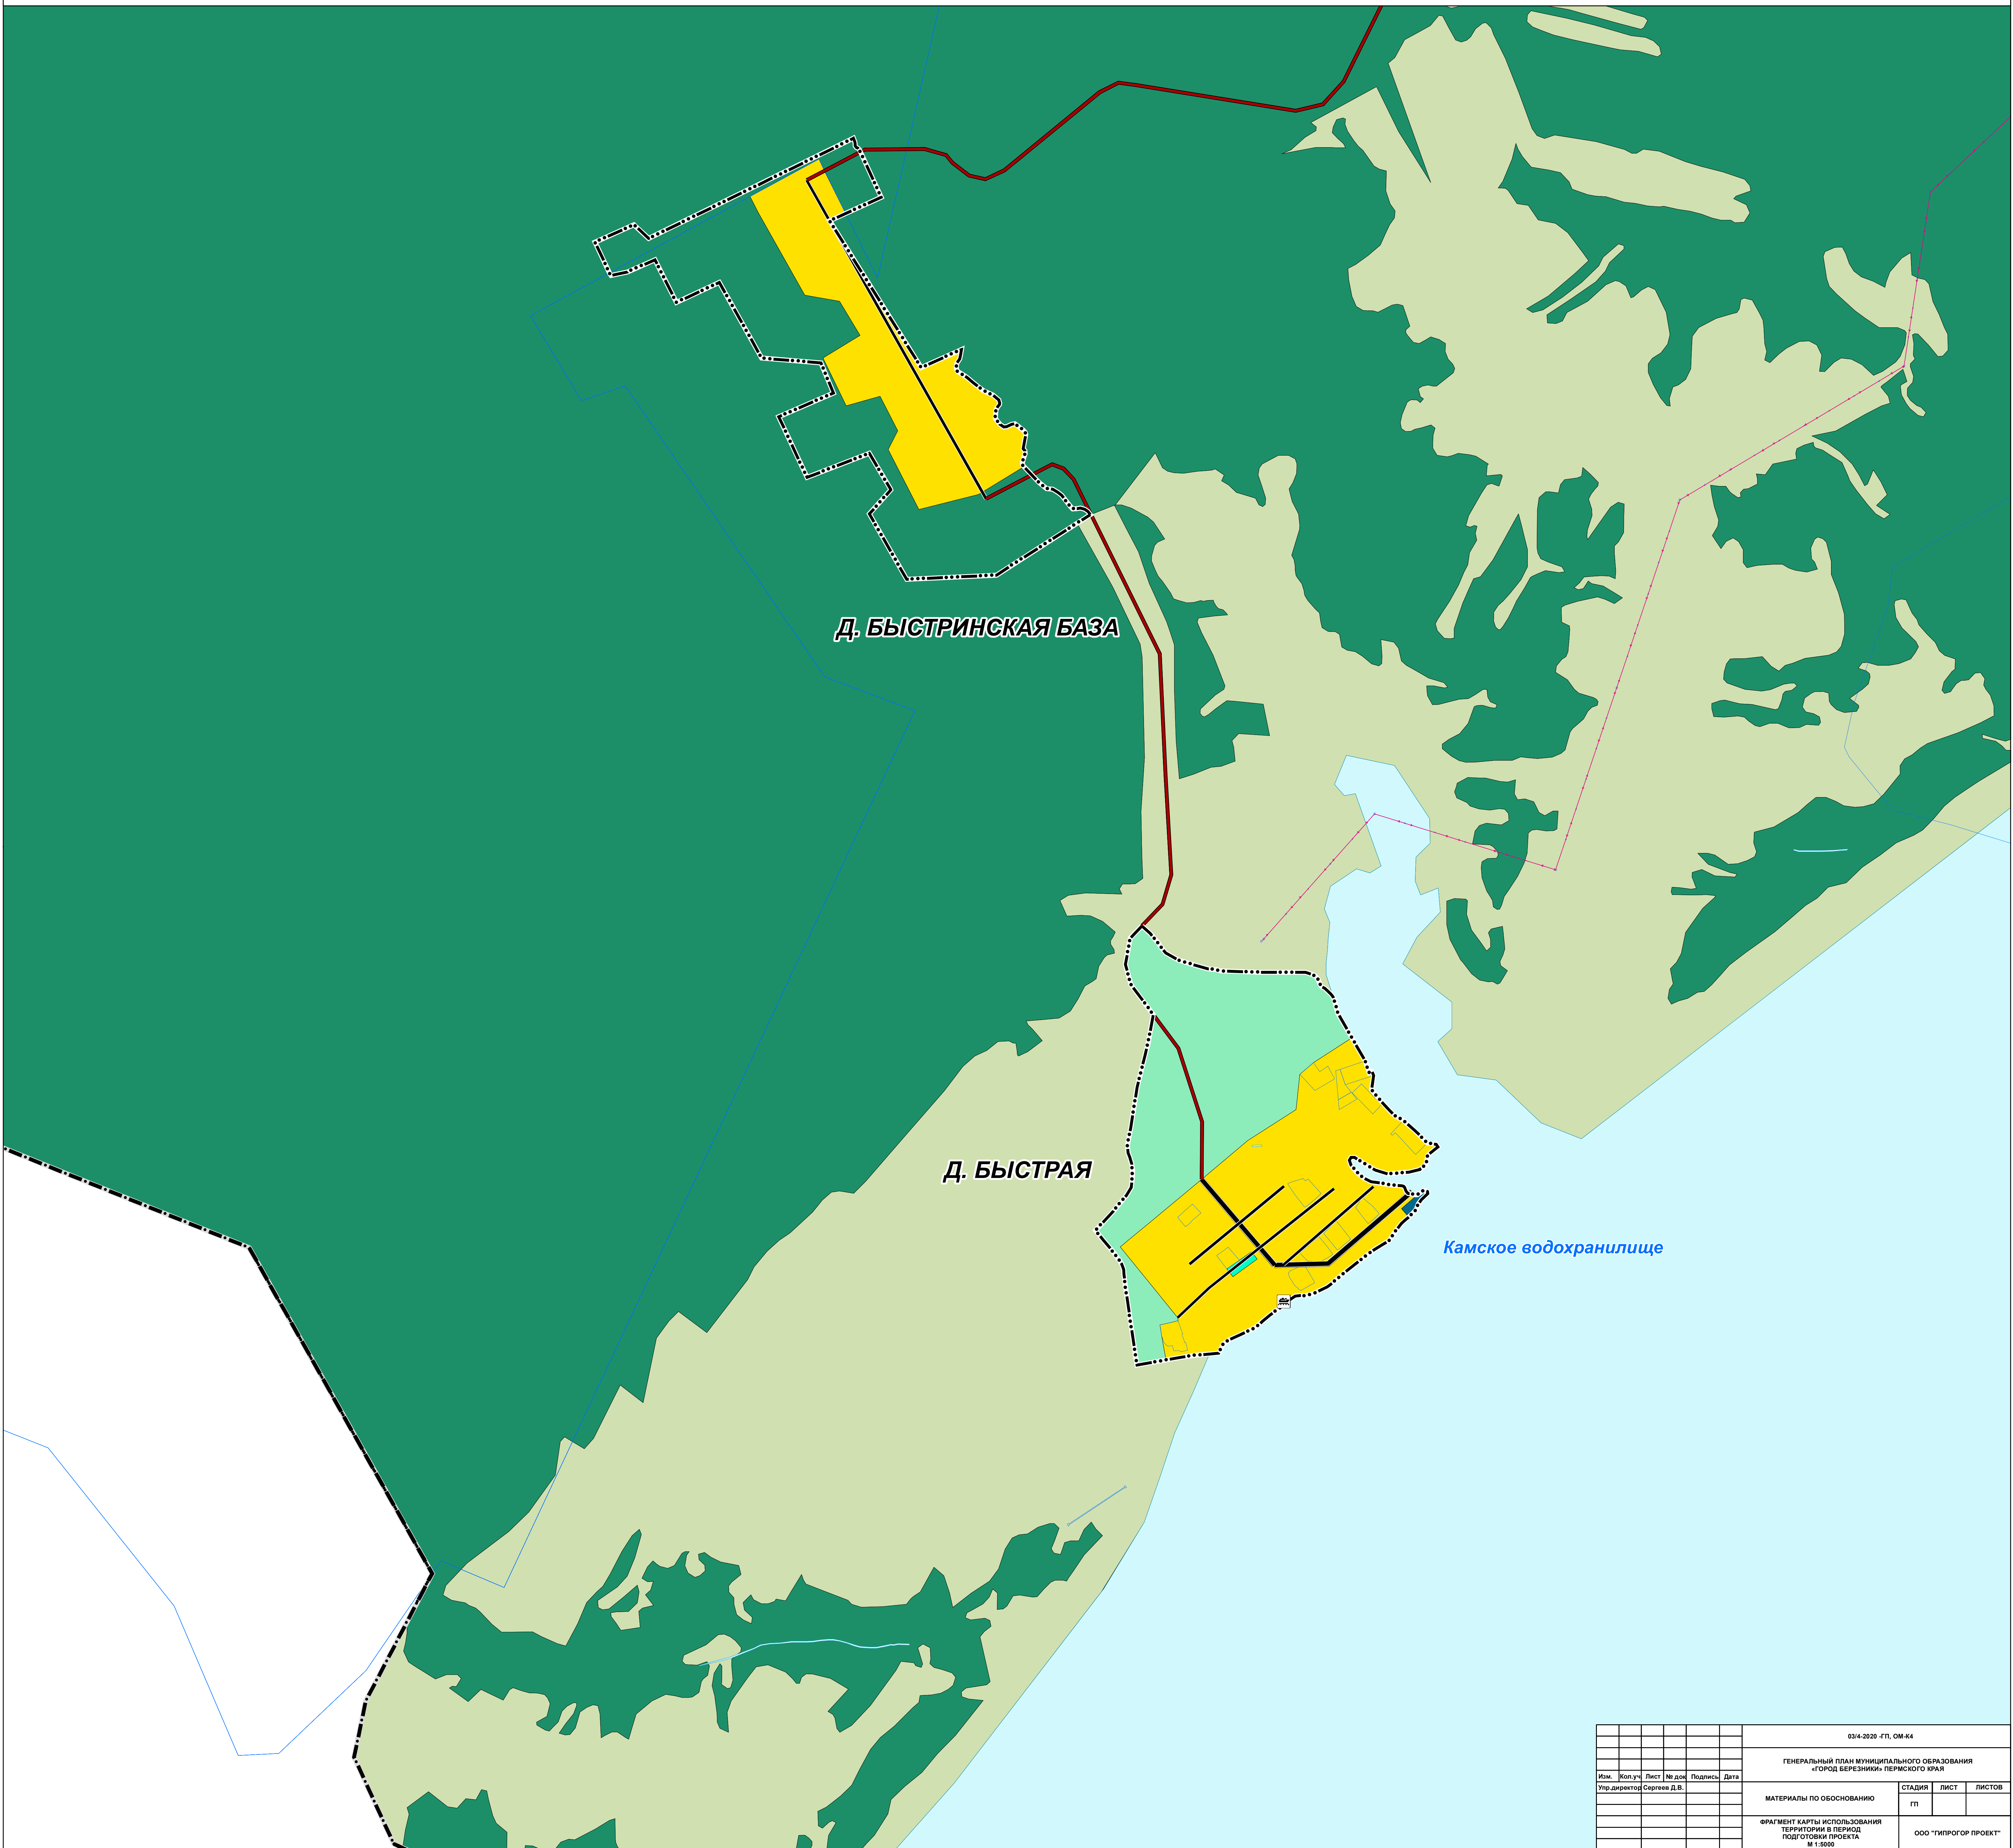 Д. БЫСТРИНСКАЯ БАЗА
Д. БЫСТРАЯ
Камское водохранилище
03/4-2020 -ГП, ОМ-К4
ГЕНЕРАЛЬНЫЙ ПЛАН МУНИЦИПАЛЬНОГО ОБРАЗОВАНИЯ
«ГОРОД БЕРЕЗНИКИ» ПЕРМСКОГО КРАЯ
Изм. Кол.уч Лист № док Подпись Дата
Упр.директор Сергеев Д.В.
МАТЕРИАЛЫ ПО ОБОСНОВАНИЮ
СТАДИЯ ЛИСТ ЛИСТОВ
ГП
ФРАГМЕНТ КАРТЫ ИСПОЛЬЗОВАНИЯ
ТЕРРИТОРИИ В ПЕРИОД
ПОДГОТОВКИ ПРОЕКТА
М 1:5000
ООО "ГИПРОГОР ПРОЕКТ"